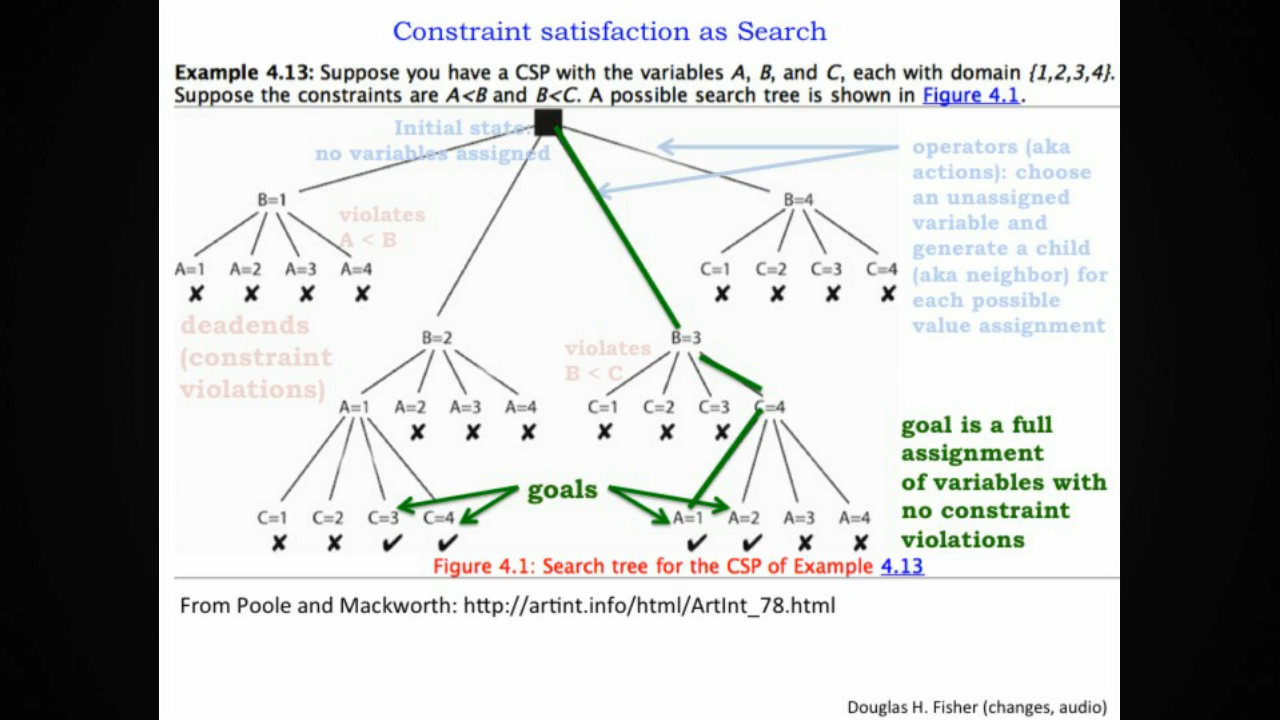 Constraint satisfaction as Search
Example 4.13: Suppose you have a CSP with the variables A, B, and C, each with domain {1,2,3,4}.
Suppose the constraints are A<B and B<C. A possible search tree is shown in Figure 4.1.
Initial state:
no variables assigned
operators (aka
actions): choose
an unassigned
variable and
generate a child
(aka neighbor) for
each possible
value assignment
B=1
B=4
violates
A < B
A=1 A=2 A=3 A=4
C=1 C=2 C=3 C=4
✘ ✘ ✘ ✘
✘ ✘ ✘ ✘
deadends
(constraint
violations)
B=2
B=3
violates
B < C
A=1 A=2 A=3 A=4
C=1 C=2 C=3 C=4
✘ ✘ ✘
✘ ✘ ✘
goal is a full
assignment
of variables with
no constraint
violations
goals
C=1 C=2 C=3 C=4
A=1 A=2 A=3 A=4
✘ ✘ ✔ ✔
✔ ✔ ✘ ✘
Figure 4.1: Search tree for the CSP of Example 4.13
From Poole and Mackworth: http://artint.info/html/ArtInt_78.html
Douglas H. Fisher (changes, audio)